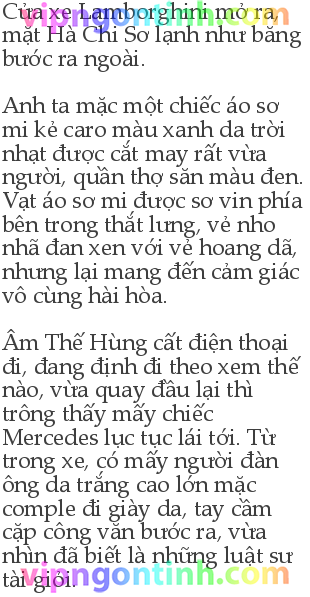 vipngontinh.com
Cửa xe Lamborghini mở ra,
mặt Hà Chi Sơ lạnh như băng
bước ra ngoài.
Anh ta mặc một chiếc áo sơ
mi kẻ caro màu xanh da trời
nhạt được cắt may rất vừa
người, quần thợ săn màu đen.
Vạt áo sơ mi được sơ vin phía
bên trong thắt lưng, vẻ nho
nhã đan xen với vẻ hoang dã,
nhưng lại mang đến cảm giác
vô cùng hài hòa.
Âm Thế Hùng cất điện thoại
đi, đang định đi theo xem thế
nào, vừa quay đầu lại thì
trông thấy mấy chiếc
Mercedes lục tục lái tới. Từ
trong xe, có mấy người đàn
ông da trắng cao lớn mặc
comple đi giày da, tay cầm
cặp công văn bước ra, vừa
nhìn đã biết là những luật sư
tài giỏi.
vipngontinh.com